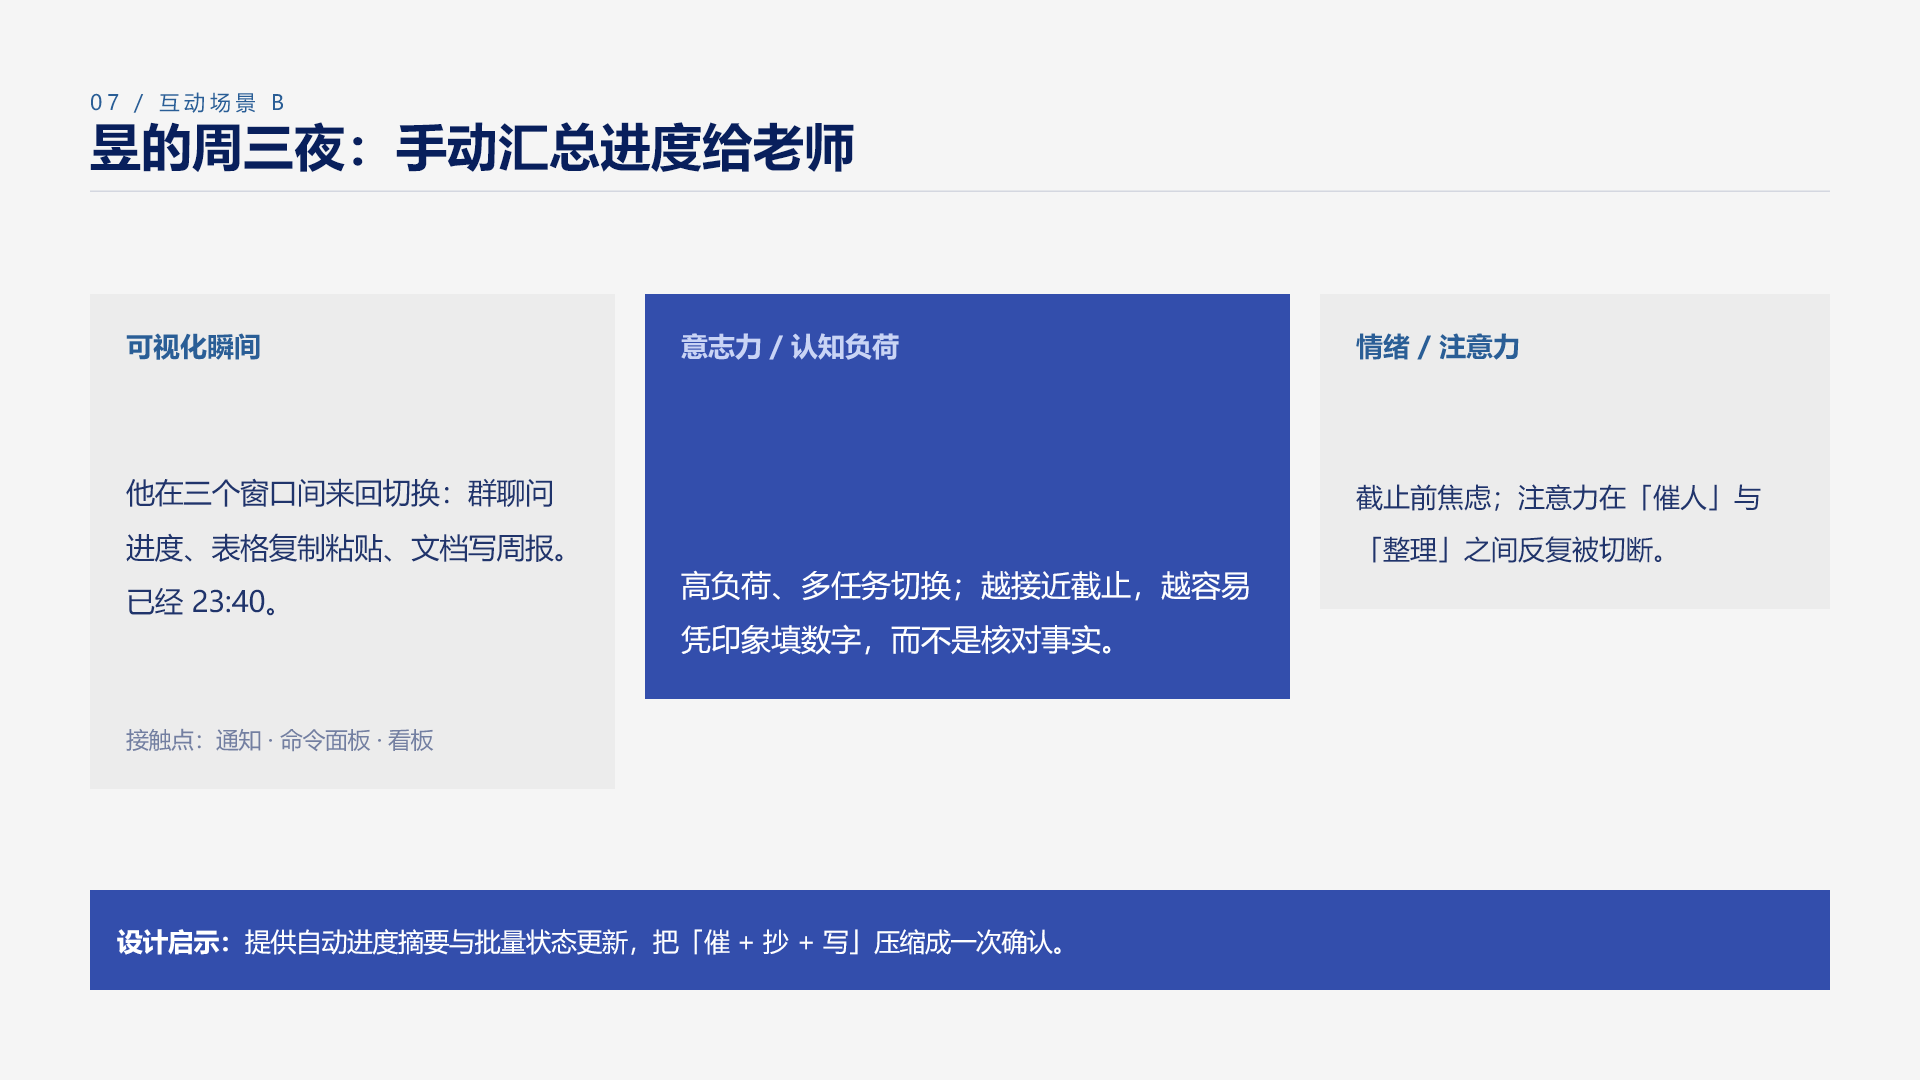 07 / 互动场景 B
昱的周三夜：手动汇总进度给老师
可视化瞬间
他在三个窗口间来回切换：群聊问
进度、表格复制粘贴、文档写周报。
已经 23:40。
接触点：通知 · 命令面板 · 看板
意志力 / 认知负荷
高负荷、多任务切换；越接近截止，越容易
凭印象填数字，而不是核对事实。
情绪 / 注意力
截止前焦虑；注意力在「催人」与
「整理」之间反复被切断。
设计启示：提供自动进度摘要与批量状态更新，把「催 + 抄 + 写」压缩成一次确认。